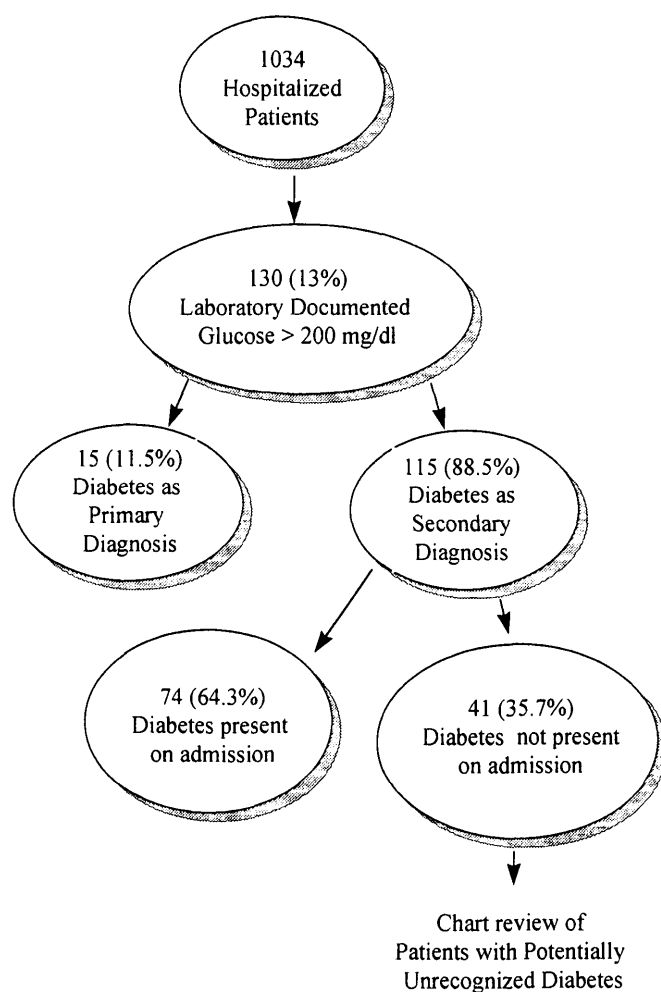 1034
Hospitalized
Patients
130 (13%)
Laboratory Documented
Glucose > 200 mg/dl
15 (11.5%)
Diabetes as
Primary
Diagnosis
115 (88.5%)
Diabetes as
Secondary
Diagnosis
74 (64.3%)
Diabetes present
on admission
41 (35.7%)
Diabetes not present
on admission
Chart review of
Patients with Potentially
Unrecognized Diabetes